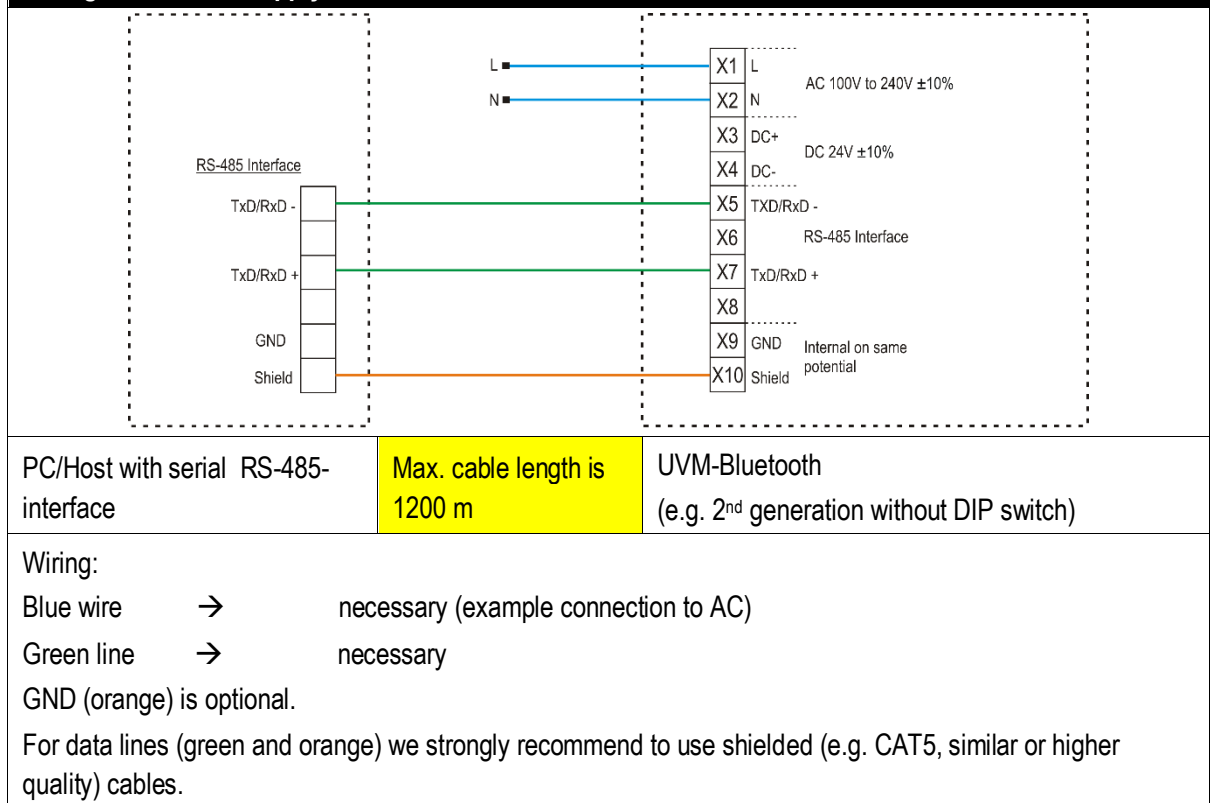 L
N
RS-485 Interface
TxD/RxD -
TxD/RxD +
GND
Shield
X1 L
AC 100V to 240V ±10%
X2 N
X3 DC+
DC 24V ±10%
X4 DC-
X5 TXD/RxD -
X6 RS-485 Interface
X7 TxD/RxD +
X8
X9 GND
Internal on same
potential
X10 Shield
PC/Host with serial RS-485-
interface
Max. cable length is
1200 m
UVM-Bluetooth
(e.g. 2nd generation without DIP switch)
Wiring:
Blue wire → necessary (example connection to AC)
Green line → necessary
GND (orange) is optional.
For data lines (green and orange) we strongly recommend to use shielded (e.g. CAT5, similar or higher
quality) cables.